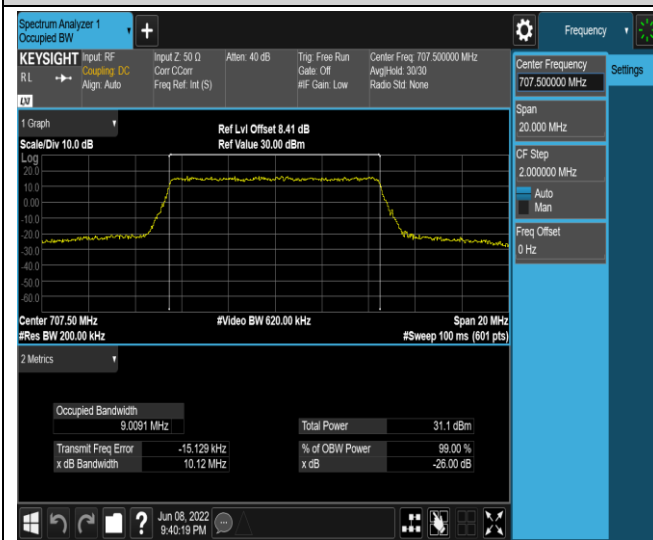 Spectrum Analyzer 1
Occupied BW
+
Frequency
KEYSIGHT
RL
LXI
Input: RF
Coupling: DC
Align: Auto
Input Z: 50 Ω
Corr CCorr
Freq Ref: Int (S)
Atten: 40 dB
Trig: Free Run
Gate: Off
#IF Gain: Low
Center Freq: 707.500000 MHz
Avg|Hold: 30/30
Radio Std: None
Center Frequency
707.500000 MHz
Settings
Span
20.000 MHz
CF Step
2.000000 MHz
Auto
Man
Freq Offset
0 Hz
1 Graph
Scale/Div 10.0 dB
Ref Lvl Offset 8.41 dB
Ref Value 30.00 dBm
Log
20.0
10.0
0.00
-10.0
-20.0
-30.0
-40.0
-50.0
-60.0
Center 707.50 MHz
#Res BW 200.00 kHz
#Video BW 620.00 kHz
Span 20 MHz
#Sweep 100 ms (601 pts)
2 Metrics
Occupied Bandwidth
9.0091 MHz
Total Power 31.1 dBm
Transmit Freq Error -15.129 kHz
% of OBW Power 99.00 %
x dB Bandwidth 10.12 MHz
x dB -26.00 dB
?
Jun 08, 2022
9:40:19 PM